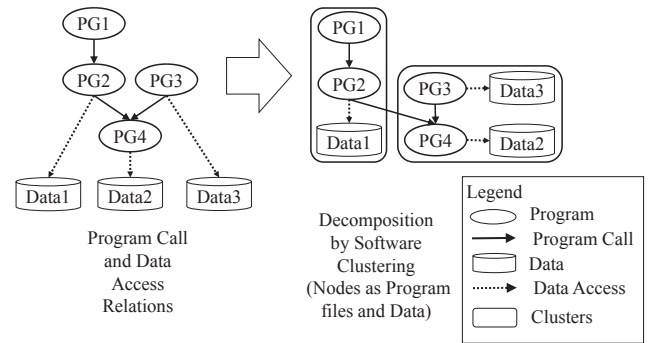 PG1
PG2
PG3
PG4
Data1
Data2
Data3
Program Call
and Data
Access
Relations
PG1
PG2
Data1
PG3
Data3
PG4
Data2
Decomposition
by Software
Clustering
(Nodes as Program
files and Data)
Legend
Program
Program Call
Data
Data Access
Clusters